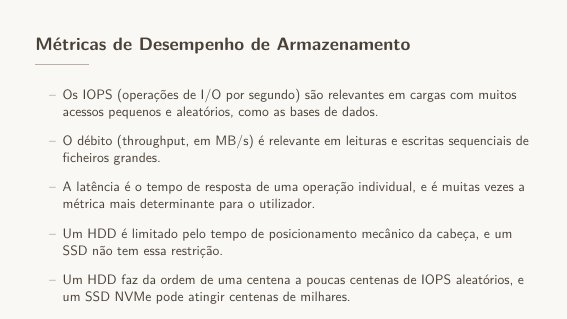 Métricas de Desempenho de Armazenamento
– Os IOPS (operações de I/O por segundo) são relevantes em cargas com muitos
acessos pequenos e aleatórios, como as bases de dados.
– O débito (throughput, em MB/s) é relevante em leituras e escritas sequenciais de
ficheiros grandes.
– A latência é o tempo de resposta de uma operação individual, e é muitas vezes a
métrica mais determinante para o utilizador.
– Um HDD é limitado pelo tempo de posicionamento mecânico da cabeça, e um
SSD não tem essa restrição.
– Um HDD faz da ordem de uma centena a poucas centenas de IOPS aleatórios, e
um SSD NVMe pode atingir centenas de milhares.